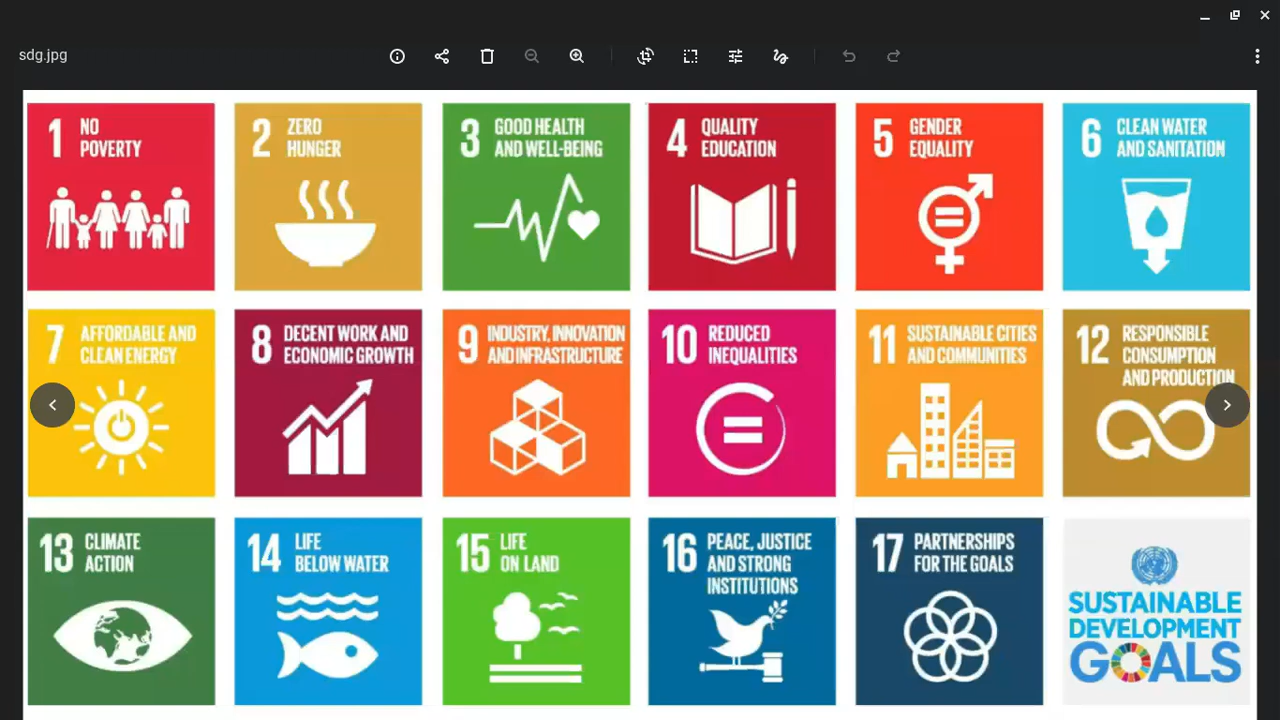 sdg.jpg
1 NO
POVERTY
2 ZERO
HUNGER
3 GOOD HEALTH
AND WELL-BEING
4 QUALITY
EDUCATION
5 GENDER
EQUALITY
6 CLEAN WATER
AND SANITATION
7 AFFORDABLE AND
CLEAN ENERGY
8 DECENT WORK AND
ECONOMIC GROWTH
9 INDUSTRY, INNOVATION
AND INFRASTRUCTURE
10 REDUCED
INEQUALITIES
11 SUSTAINABLE CITIES
AND COMMUNITIES
12 RESPONSIBLE
CONSUMPTION
AND PRODUCTION
13 CLIMATE
ACTION
14 LIFE
BELOW WATER
15 LIFE
ON LAND
16 PEACE, JUSTICE
AND STRONG
INSTITUTIONS
17 PARTNERSHIPS
FOR THE GOALS
SUSTAINABLE
DEVELOPMENT
GOALS